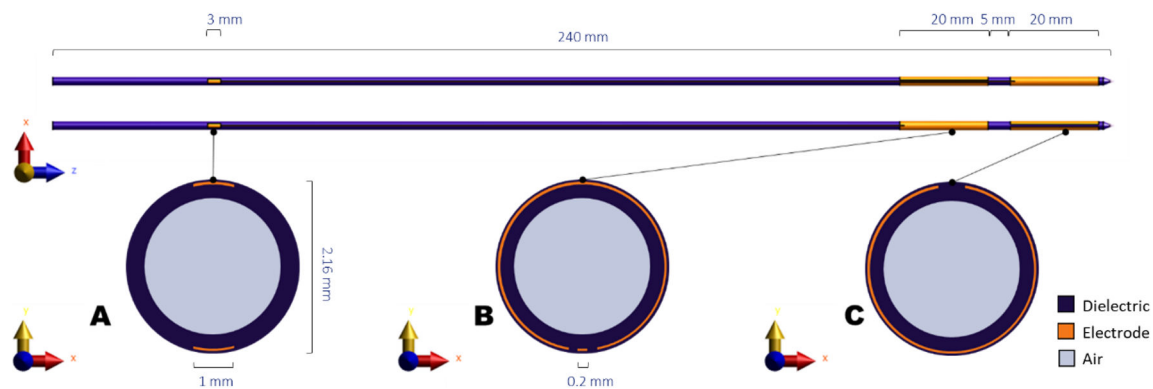 3 mm
20 mm 5 mm 20 mm
240 mm
x
z
2.16 mm
y
A
x
1 mm
y
B
x
0.2 mm
y
C
x
Dielectric
Electrode
Air